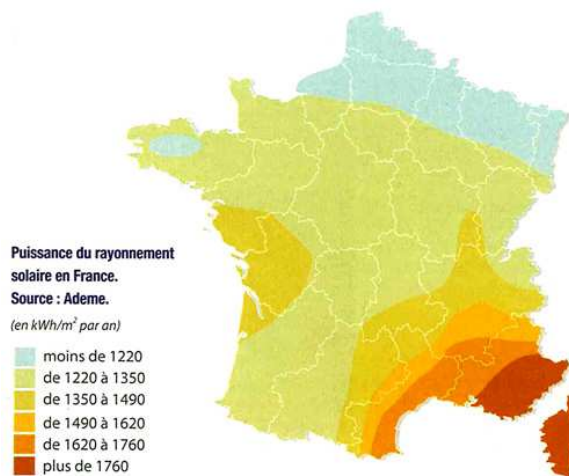 Puissance du rayonnement
solaire en France.
Source : Ademe.
(en kWh/m² par an)
moins de 1220
de 1220 à 1350
de 1350 à 1490
de 1490 à 1620
de 1620 à 1760
plus de 1760